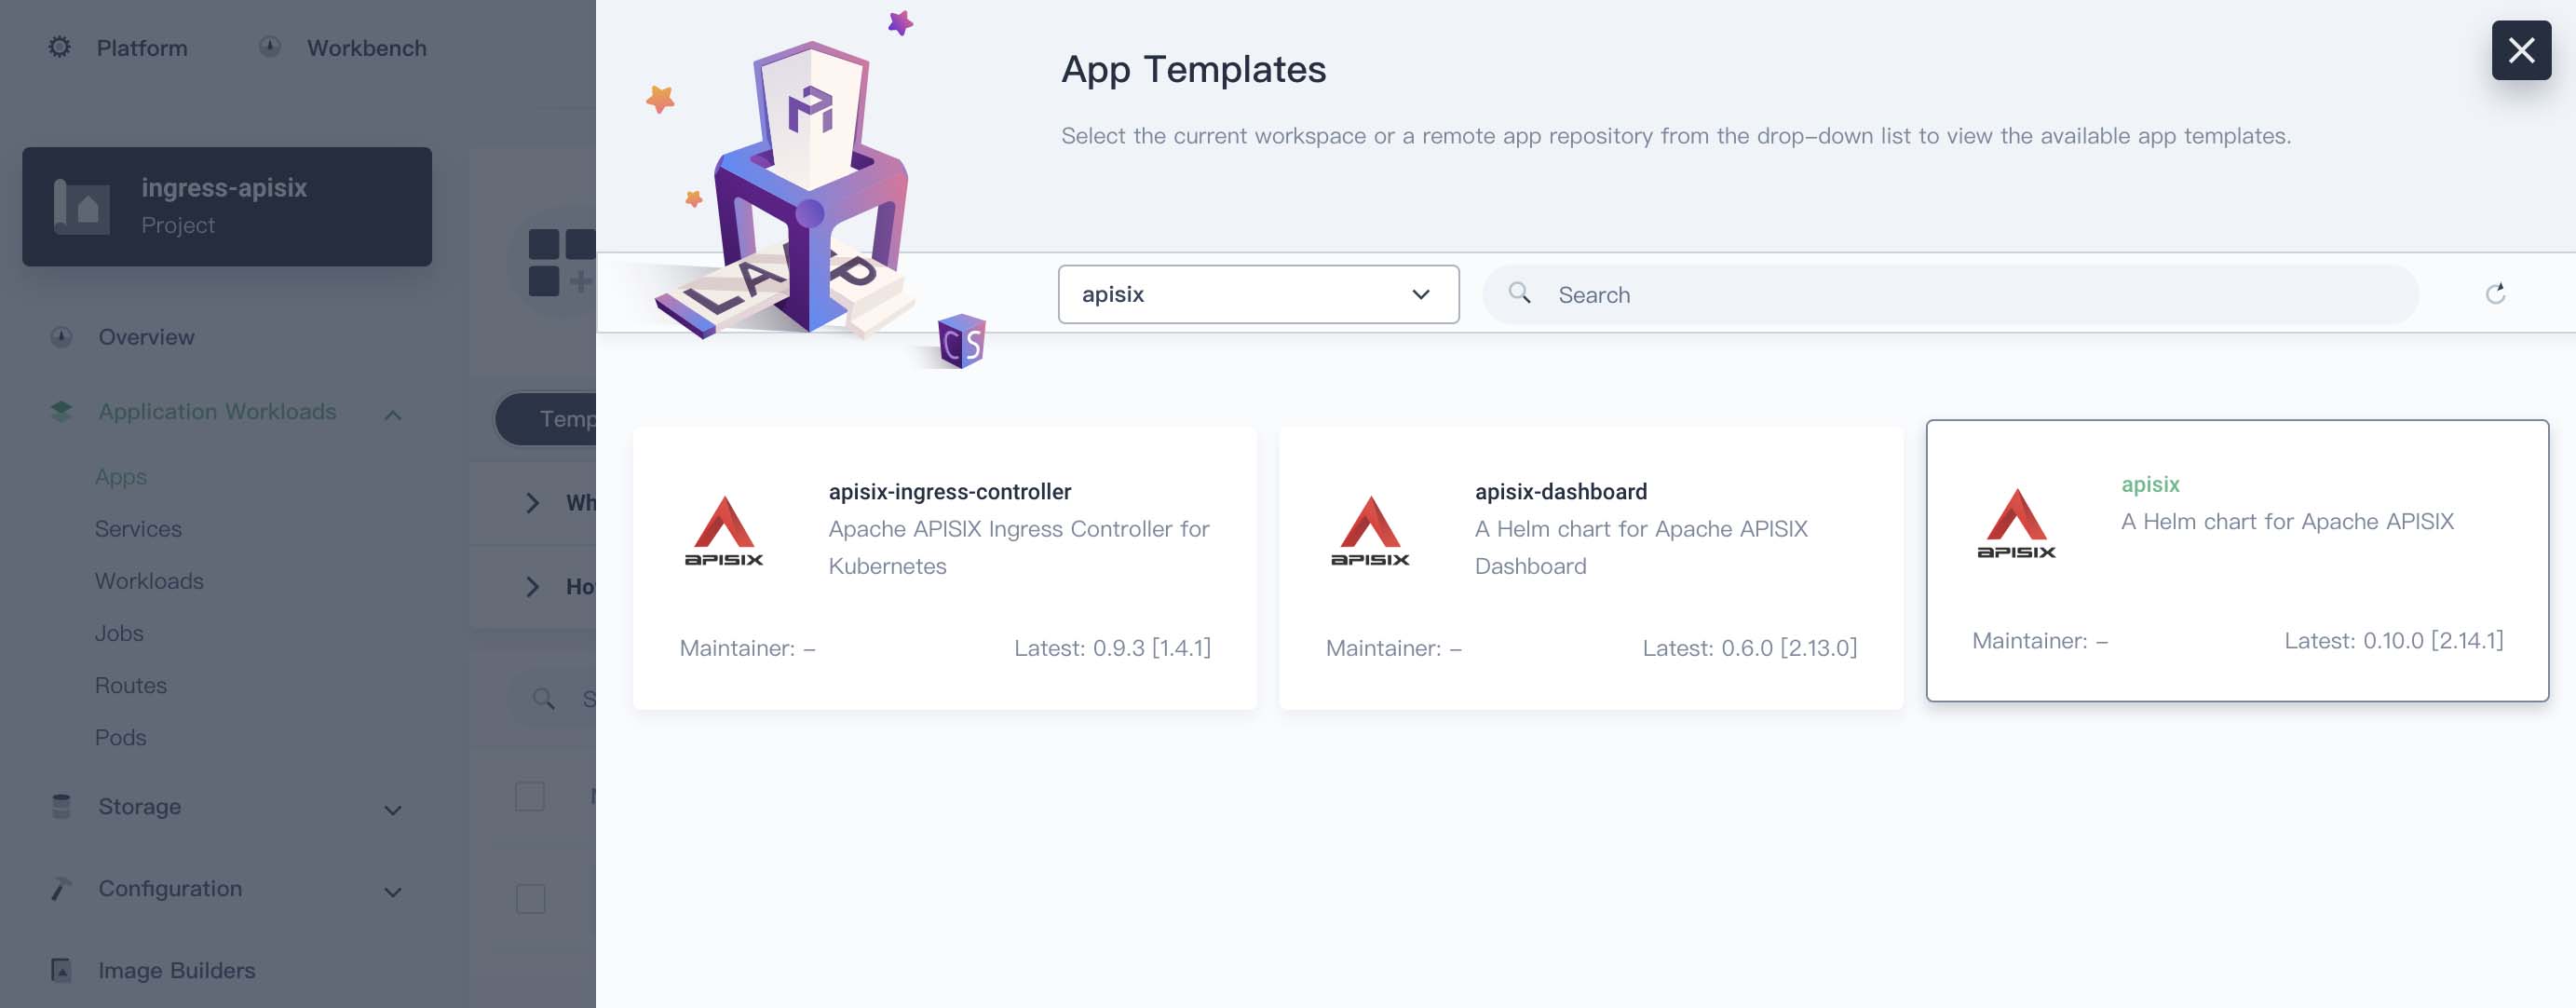 Platform
Workbench
ingress-apisix
Project
Overview
Application Workloads
Apps
Services
Workloads
Jobs
Routes
Pods
Storage
Configuration
Image Builders
App Templates
Select the current workspace or a remote app repository from the drop-down list to view the available app templates.
apisix
Search
CS
apisix-ingress-controller
Apache APISIX Ingress Controller for
Kubernetes
APISIX
Maintainer: -
Latest: 0.9.3 [1.4.1]
apisix-dashboard
A Helm chart for Apache APISIX
Dashboard
APISIX
Maintainer: -
Latest: 0.6.0 [2.13.0]
apisix
A Helm chart for Apache APISIX
APISIX
Maintainer: -
Latest: 0.10.0 [2.14.1]